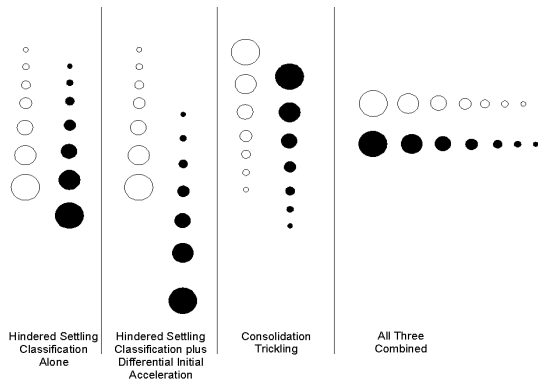 Hindered Settling
Classification
Alone
Hindered Settling
Classification plus
Differential Initial
Acceleration
Consolidation
Trickling
All Three
Combined